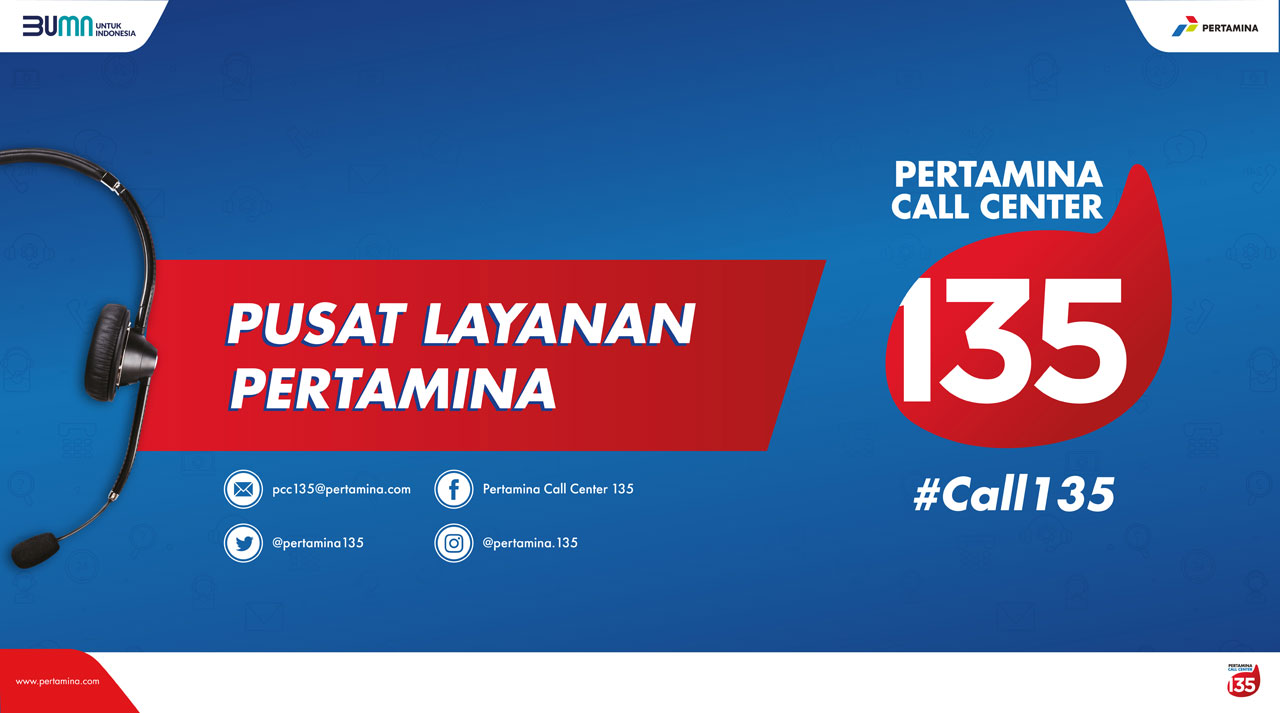 BUMN UNTUK
INDONESIA
PERTAMINA
PERTAMINA
CALL CENTER
135
#Call135
PUSAT LAYANAN
PERTAMINA
pcc135@pertamina.com
Pertamina Call Center 135
@pertamina135
@pertamina.135
www.pertamina.com
PERTAMINA
CALL CENTER
135